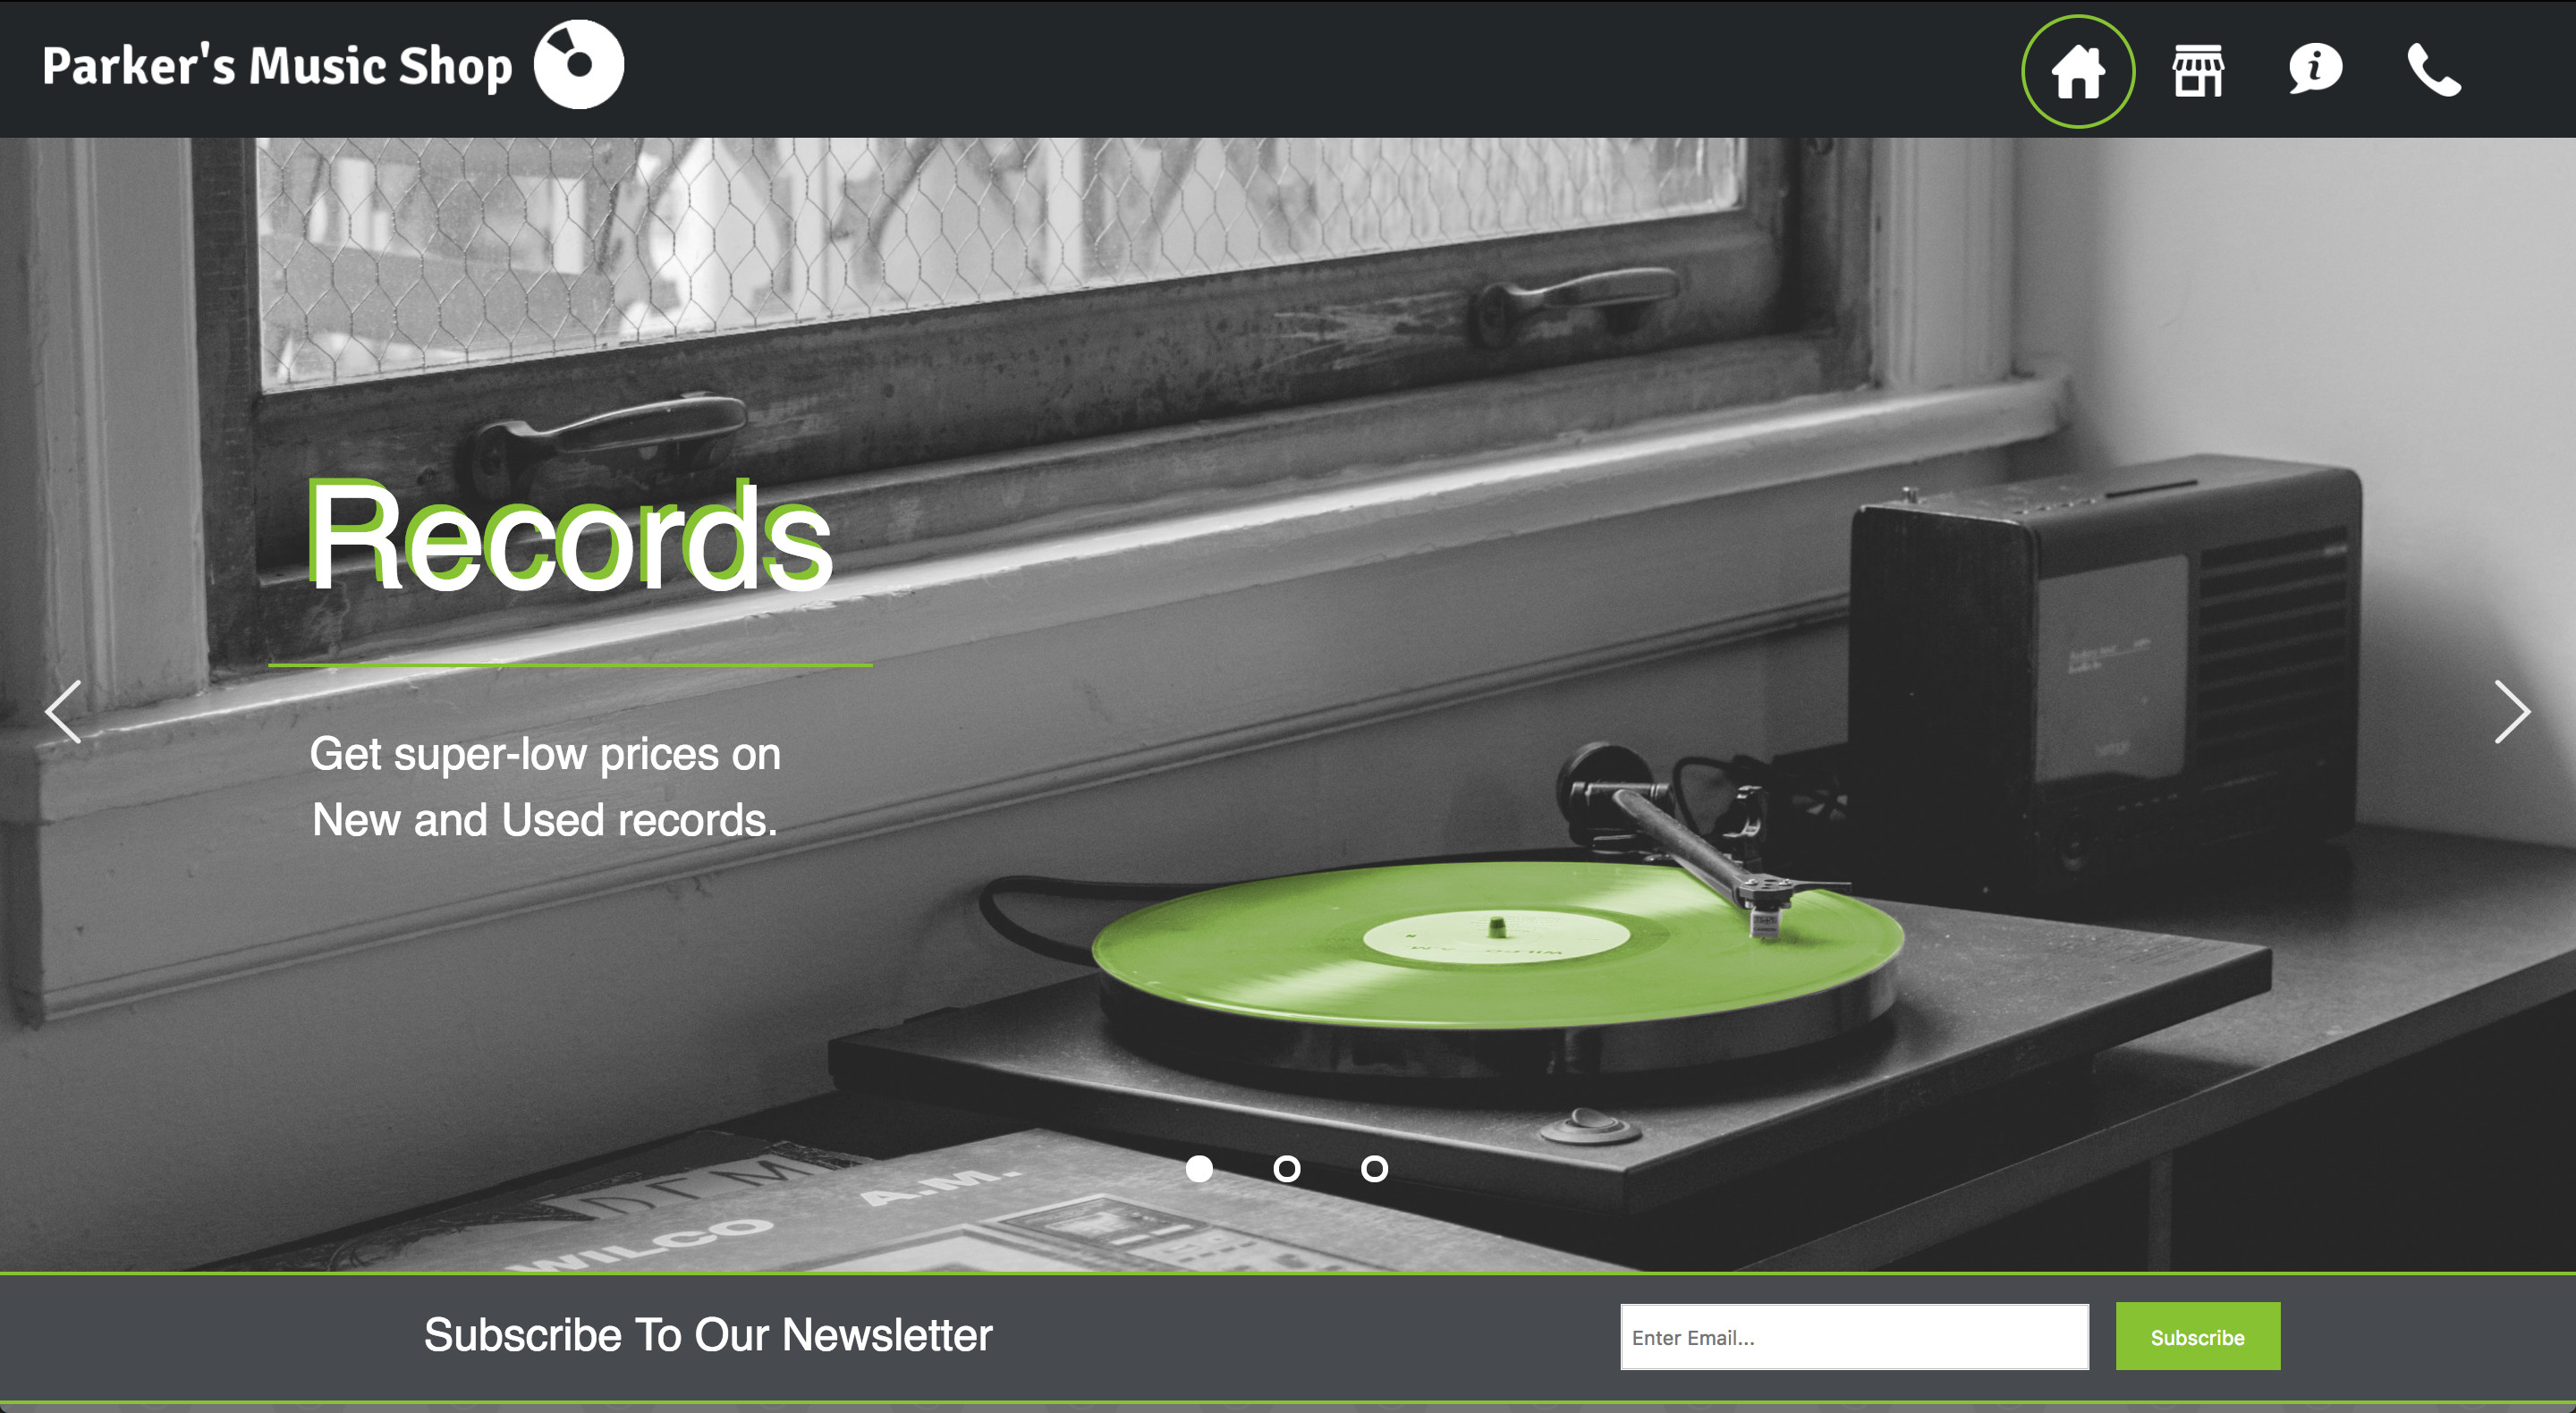 Parker's Music Shop
Records
Get super-low prices on
New and Used records.
A.M.
WILCO
Subscribe To Our Newsletter
Enter Email...
Subscribe